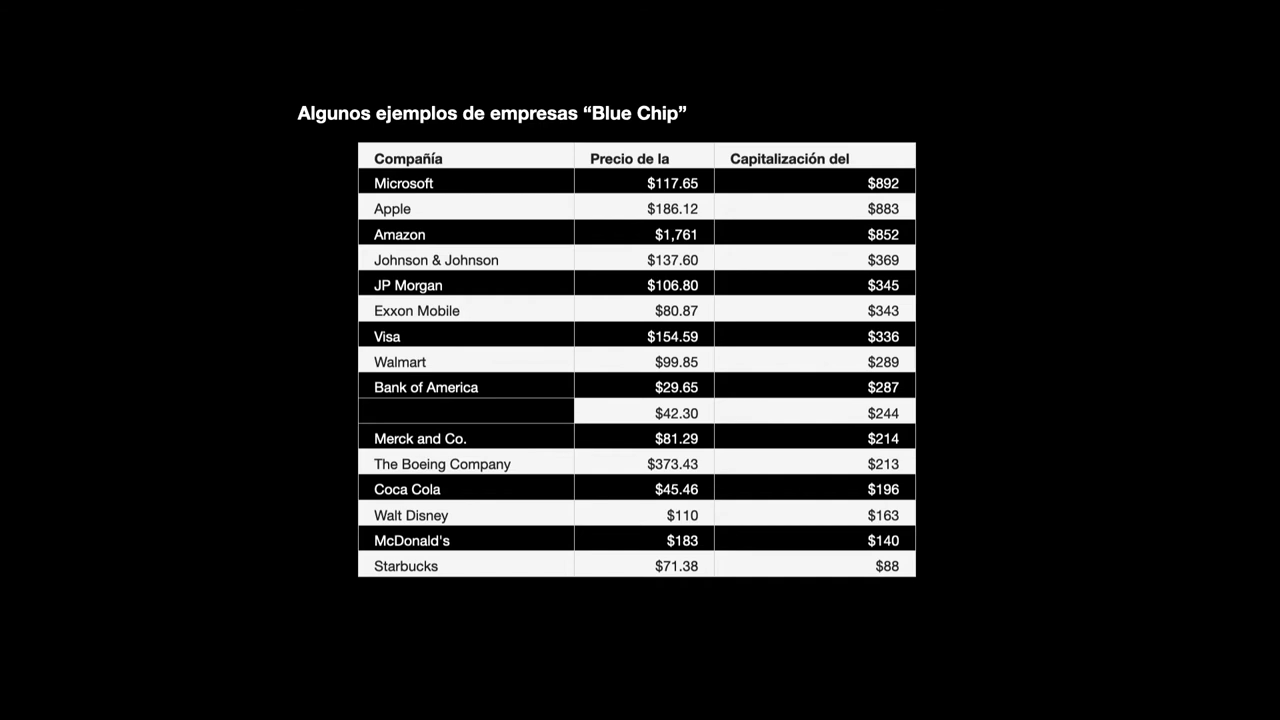 Algunos ejemplos de empresas “Blue Chip”
Compañía Precio de la Capitalización del
Microsoft $117.65 $892
Apple $186.12 $883
Amazon $1,761 $852
Johnson & Johnson $137.60 $369
JP Morgan $106.80 $345
Exxon Mobile $80.87 $343
Visa $154.59 $336
Walmart $99.85 $289
Bank of America $29.65 $287
$42.30 $244
Merck and Co. $81.29 $214
The Boeing Company $373.43 $213
Coca Cola $45.46 $196
Walt Disney $110 $163
McDonald's $183 $140
Starbucks $71.38 $88